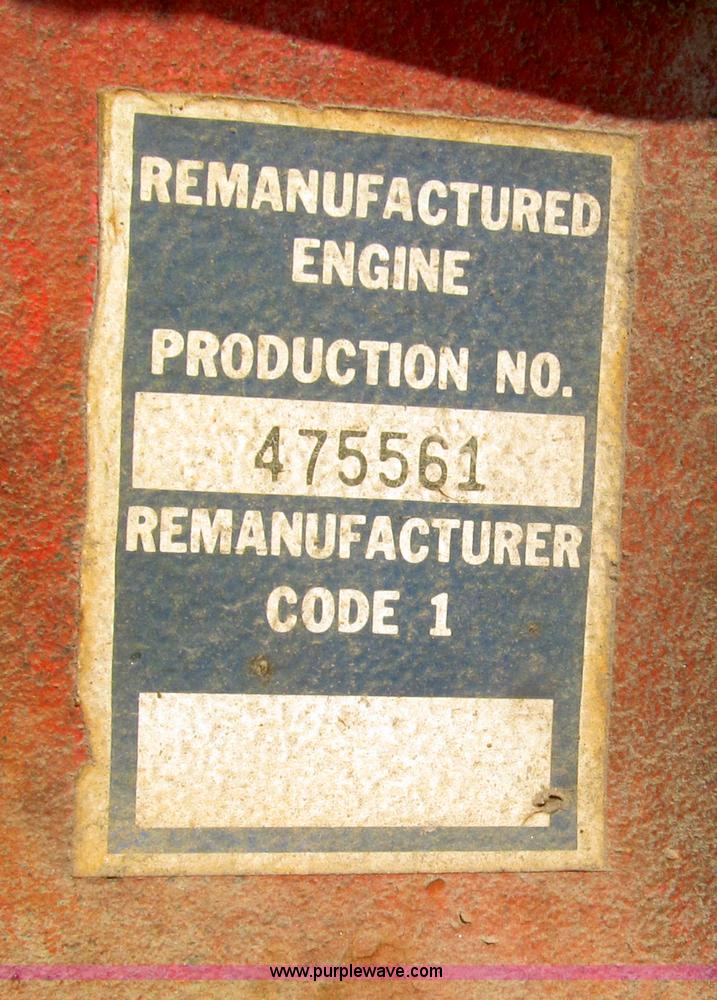 REMANUFACTURED
ENGINE
PRODUCTION NO.
475561
REMANUFACTURER
CODE 1
www.purplewave.com